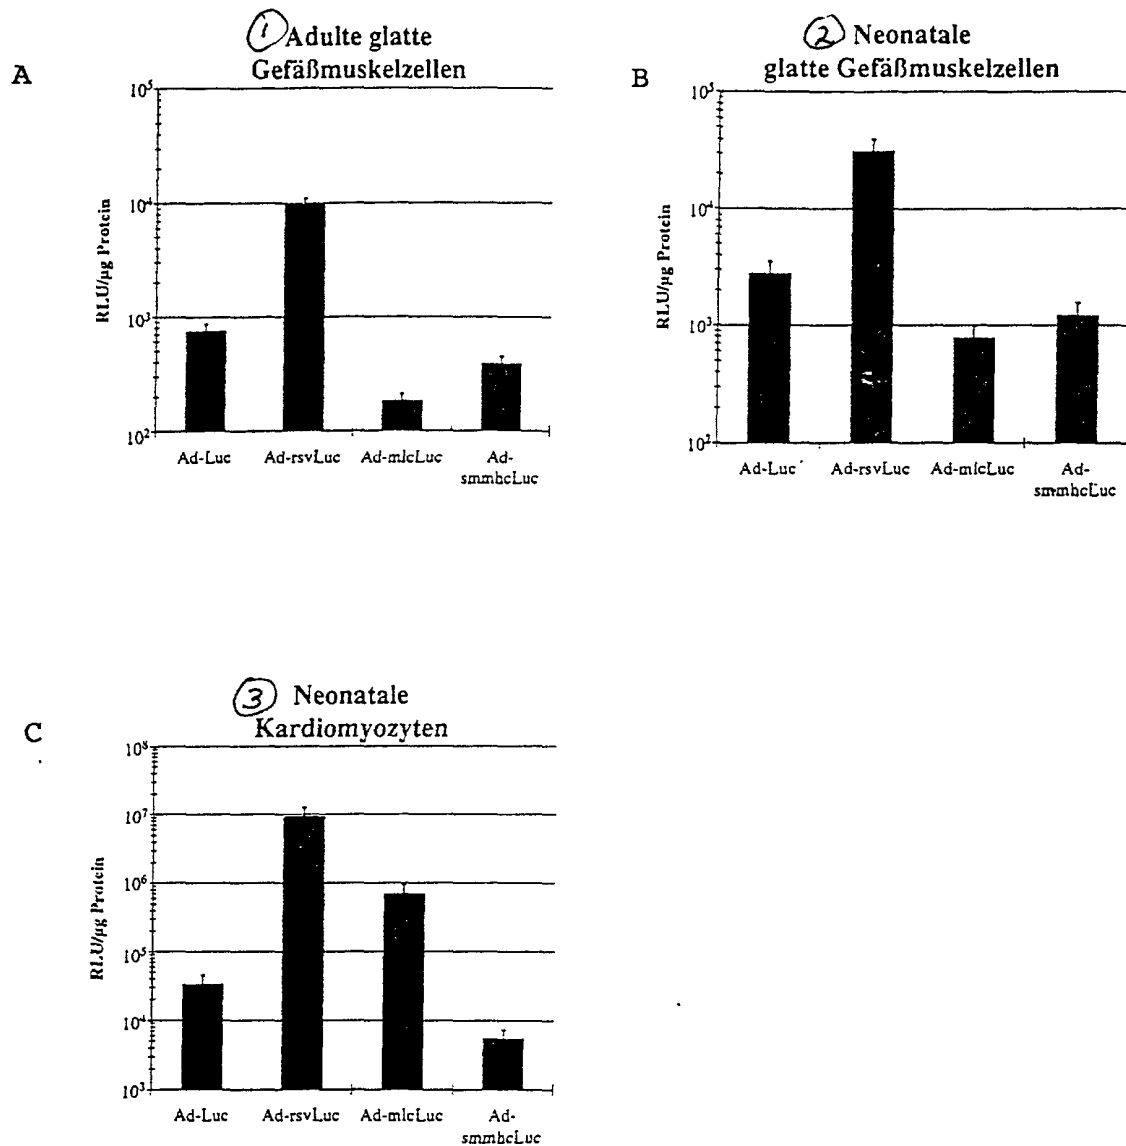 A
① Adulte glatte
Gefäßmuskelzellen
10⁵
10⁴
10³
10²
RLU/µg Protein
Ad-Luc
Ad-rsvLuc
Ad-mlcLuc
Ad-
smmhcLuc
B
② Neonatale
glatte Gefäßmuskelzellen
10⁵
10⁴
10³
10²
RLU/µg Protein
Ad-Luc
Ad-rsvLuc
Ad-mlcLuc
Ad-
smmhcLuc
C
③ Neonatale
Kardiomyozyten
10⁸
10⁷
10⁶
10⁵
10⁴
10³
RLU/µg Protein
Ad-Luc
Ad-rsvLuc
Ad-mlcLuc
Ad-
smmhcLuc